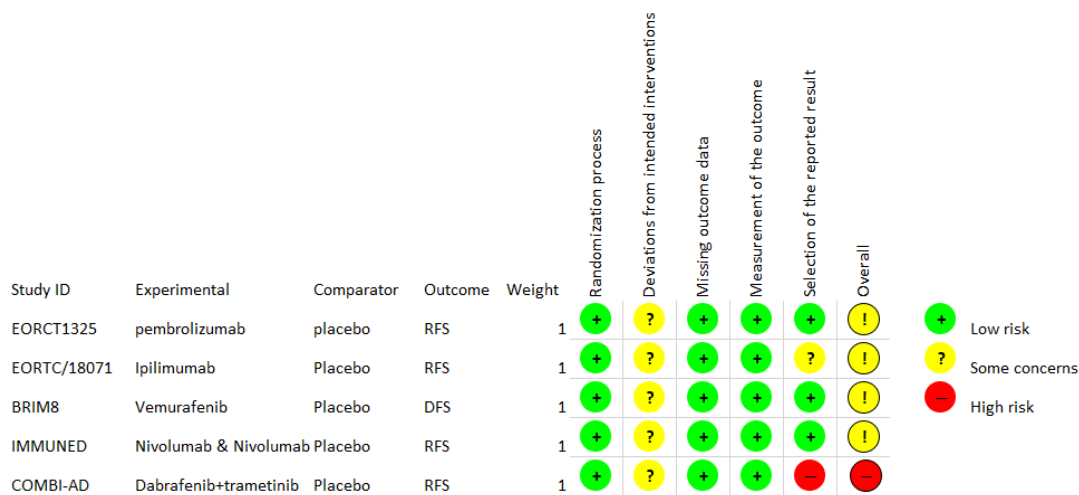 Randomization process
Deviations from intended interventions
Missing outcome data
Measurement of the outcome
Selection of the reported result
Overall
Study ID Experimental Comparator Outcome Weight
EORCT1325 pembrolizumab placebo RFS 1 + ? + + + !
EORTC/18071 Ipilimumab Placebo RFS 1 + ? + + ? !
BRIM8 Vemurafenib Placebo DFS 1 + ? + + + !
IMMUNED Nivolumab & Nivolumab Placebo RFS 1 + ? + + + !
COMBI-AD Dabrafenib+trametinib Placebo RFS 1 + ? + + − −
+ Low risk
? Some concerns
− High risk